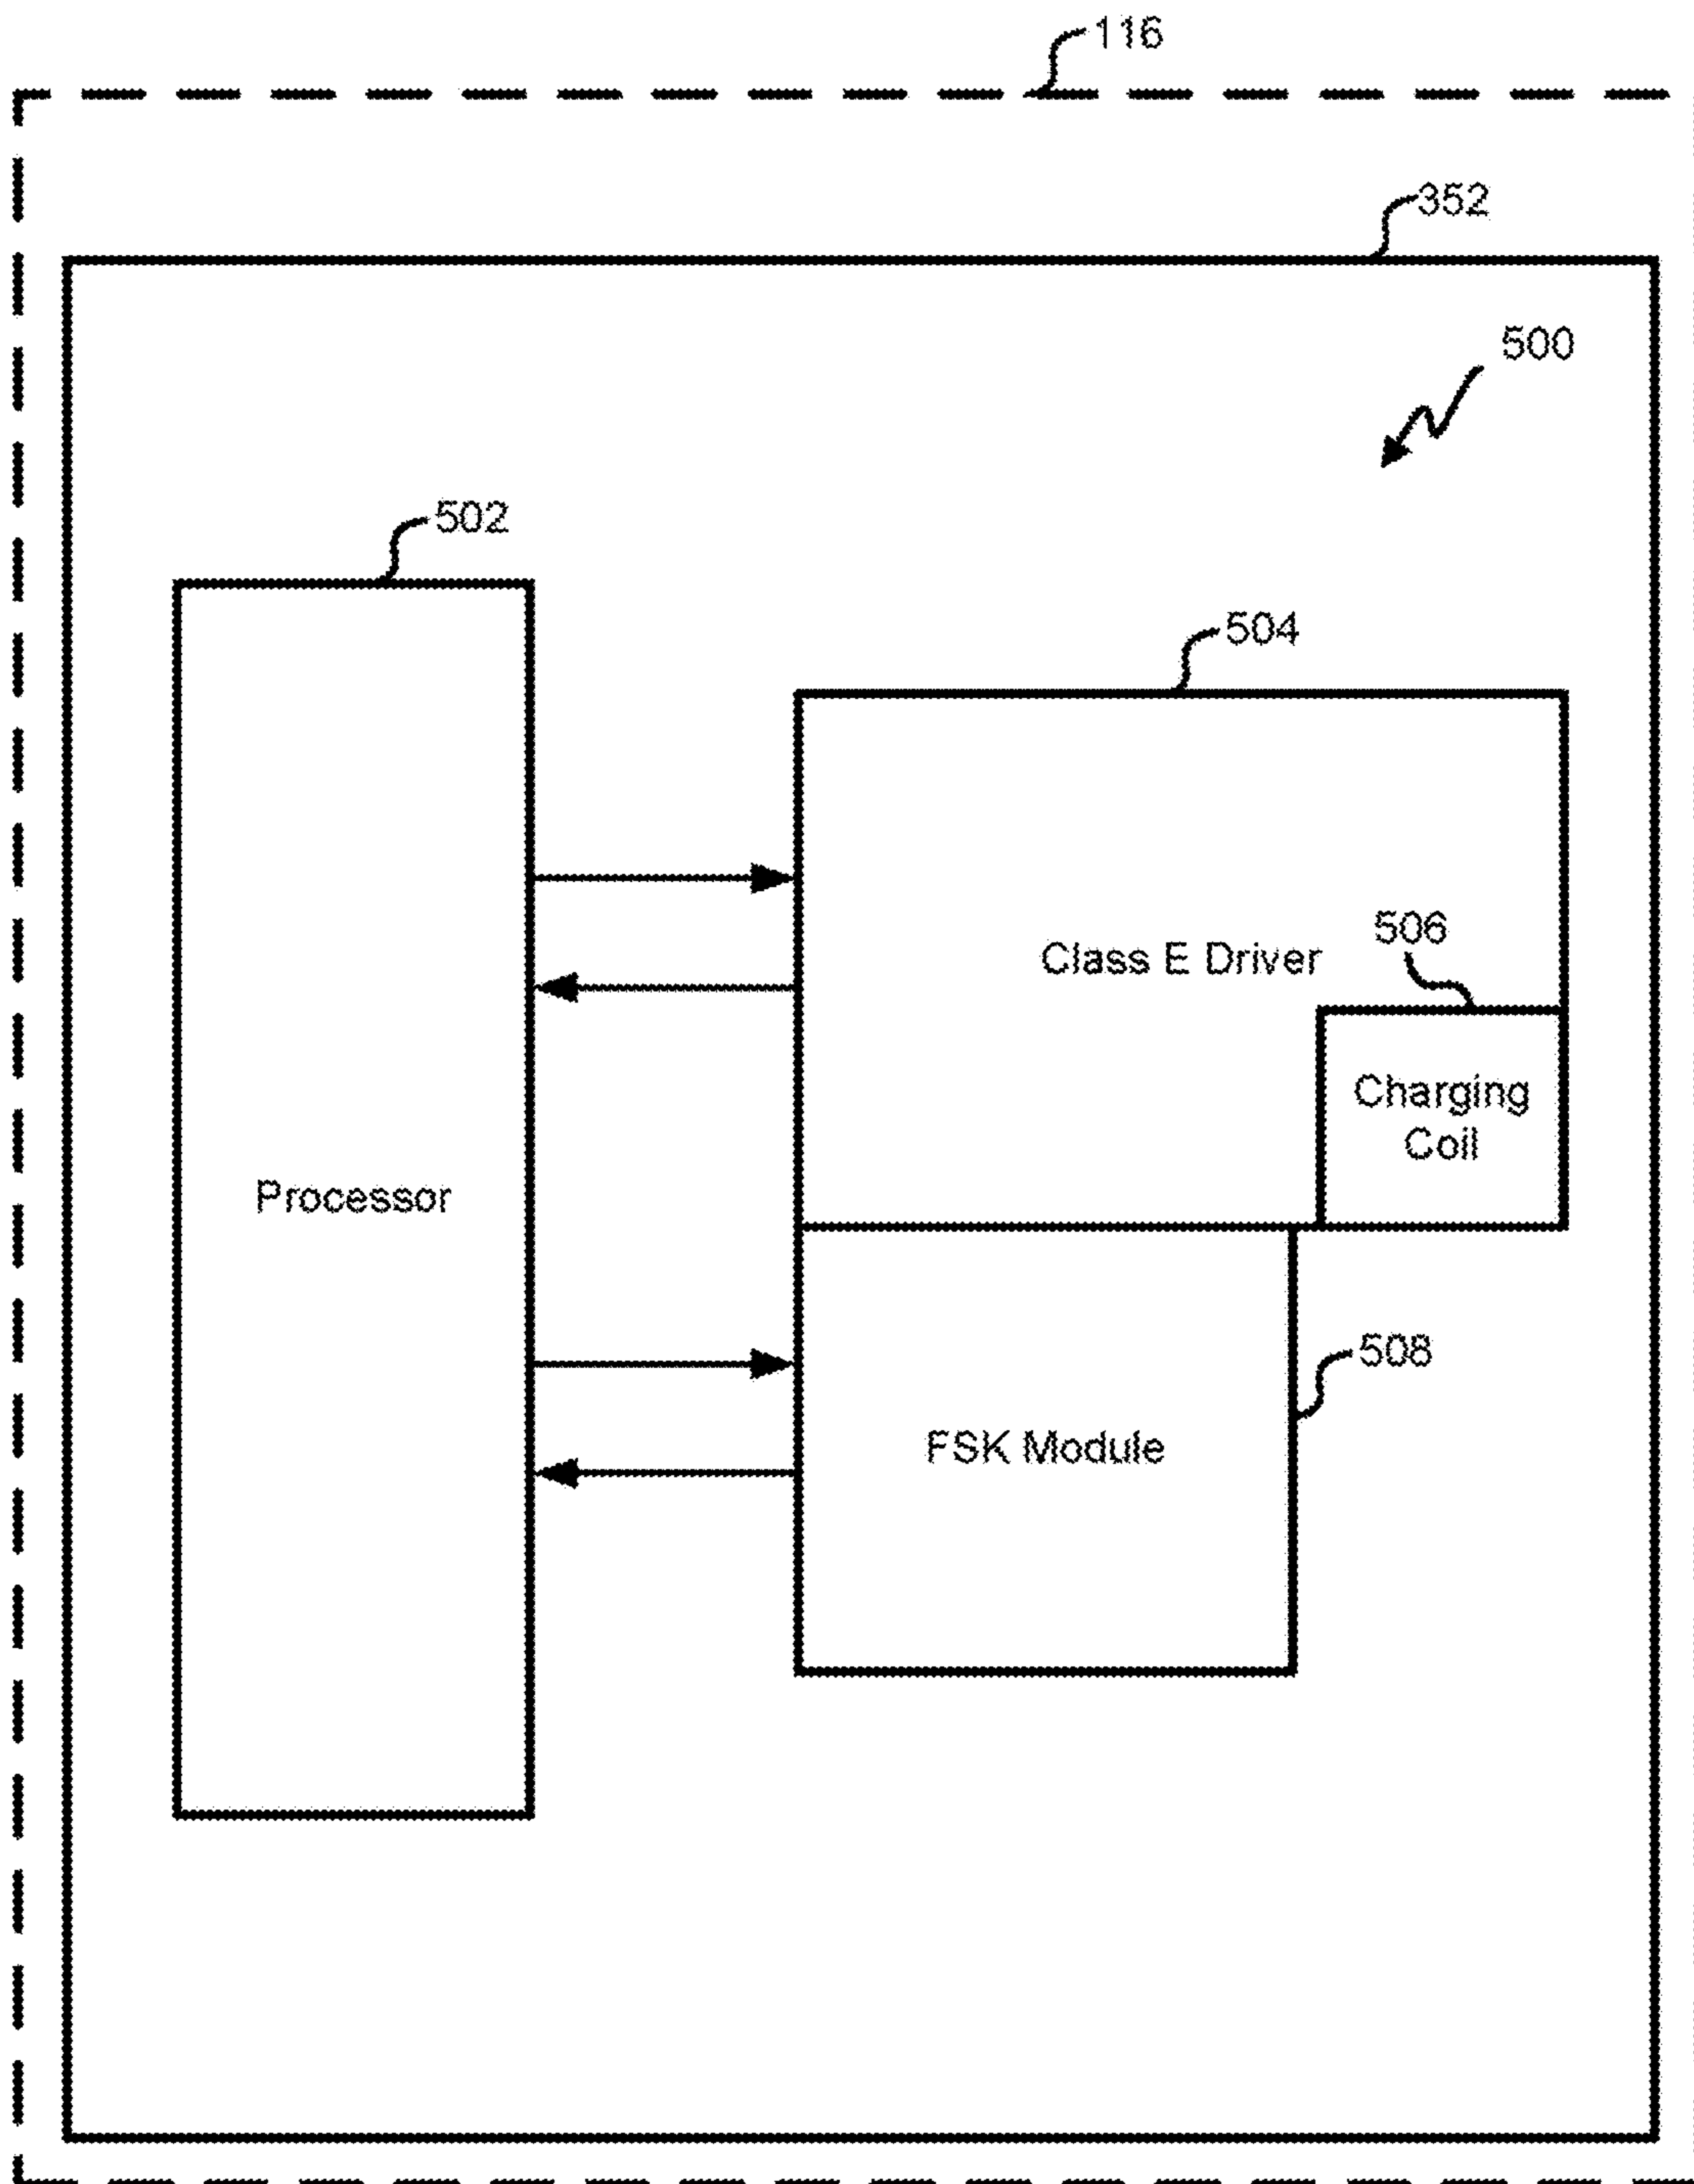 116
352
500
502
504
506
Class E Driver
Charging
Coil
Processor
508
FSK Module